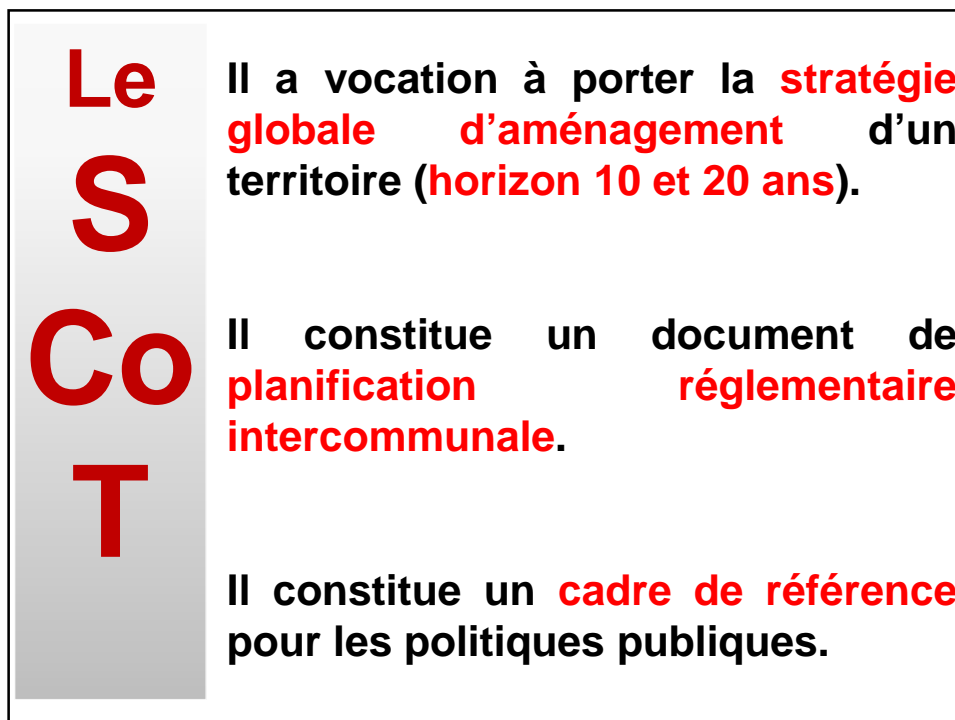 Le
S
Co
T
Il a vocation à porter la stratégie
globale d’aménagement d’un
territoire (horizon 10 et 20 ans).
Il constitue un document de
planification réglementaire
intercommunale.
Il constitue un cadre de référence
pour les politiques publiques.